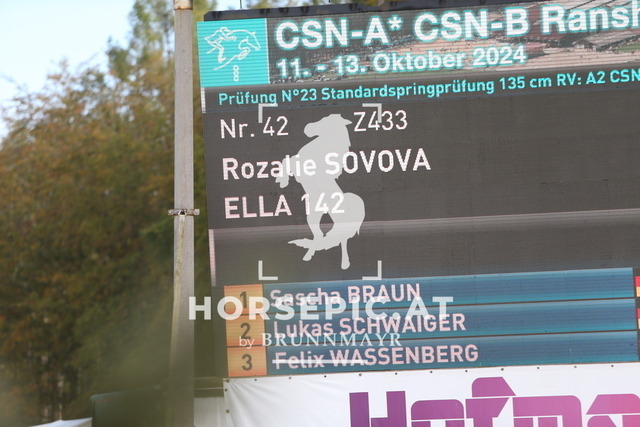 CSN-A* CSN-B Ransh
11. - 13. Oktober 2024
Prüfung N°23 Standardspringprüfung 135 cm RV: A2 CSN
Nr. 42 Z433
Rozalie SOVOVA
ELLA 142
1 Sascha BRAUN
HORSEPIC.AT
2 Lukas SCHWAIGER
by BRUNNMAYR
3 Felix WASSENBERG